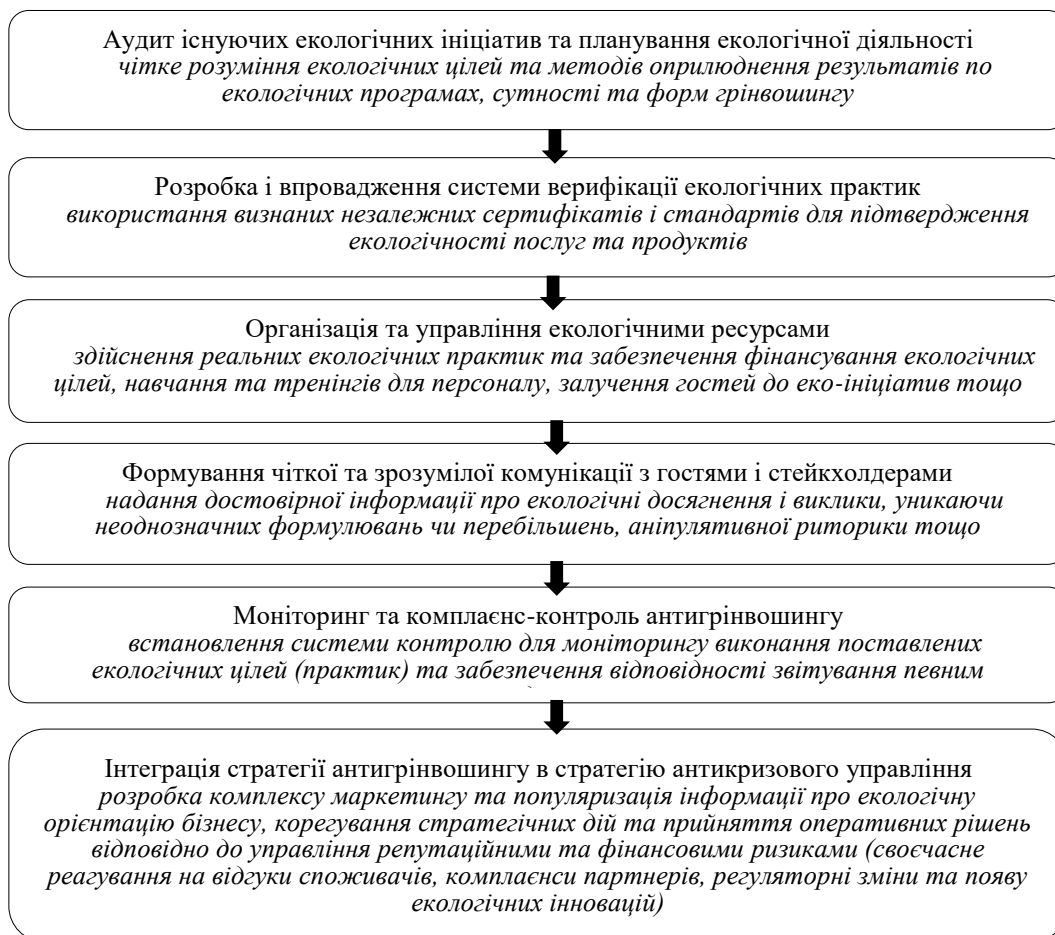 Аудит існуючих екологічних ініціатив та планування екологічної діяльності
чітке розуміння екологічних цілей та методів оприлюднення результатів по
екологічних програмах, сутності та форм грінвошингу
Розробка і впровадження системи верифікації екологічних практик
використання визнаних незалежних сертифікатів і стандартів для підтвердження
екологічності послуг та продуктів
Організація та управління екологічними ресурсами
здійснення реальних екологічних практик та забезпечення фінансування екологічних
цілей, навчання та тренінгів для персоналу, залучення гостей до еко-ініціатив тощо
Формування чіткої та зрозумілої комунікації з гостями і стейкхолдерами
надання достовірної інформації про екологічні досягнення і виклики, уникаючи
неоднозначних формулювань чи перебільшень, аніпулятивної риторики тощо
Моніторинг та комплаєнс-контроль антигрінвошингу
встановлення системи контролю для моніторингу виконання поставлених
екологічних цілей (практик) та забезпечення відповідності звітування певним
Інтеграція стратегії антигрінвошингу в стратегію антикризового управління
розробка комплексу маркетингу та популяризація інформації про екологічну
орієнтацію бізнесу, корегування стратегічних дій та прийняття оперативних рішень
відповідно до управління репутаційними та фінансовими ризиками (своєчасне
реагування на відгуки споживачів, комплаєнси партнерів, регуляторні зміни та появу
екологічних інновацій)